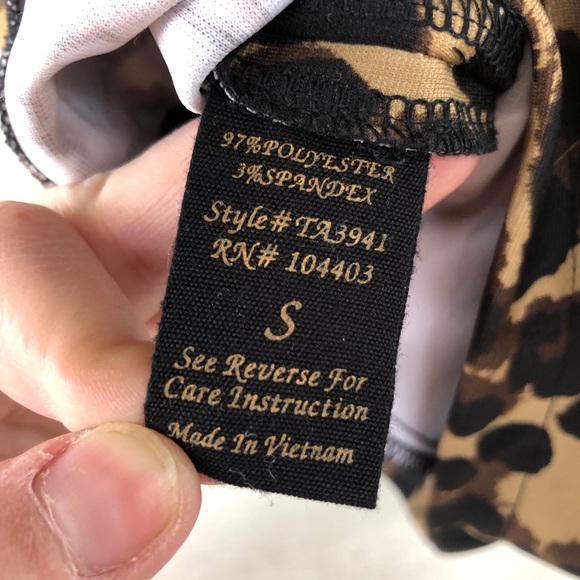 97%POLYESTER
3%SPANDEX
Style# TA3941
RN# 104403
S
See Reverse For
Care Instruction
Made In Vietnam